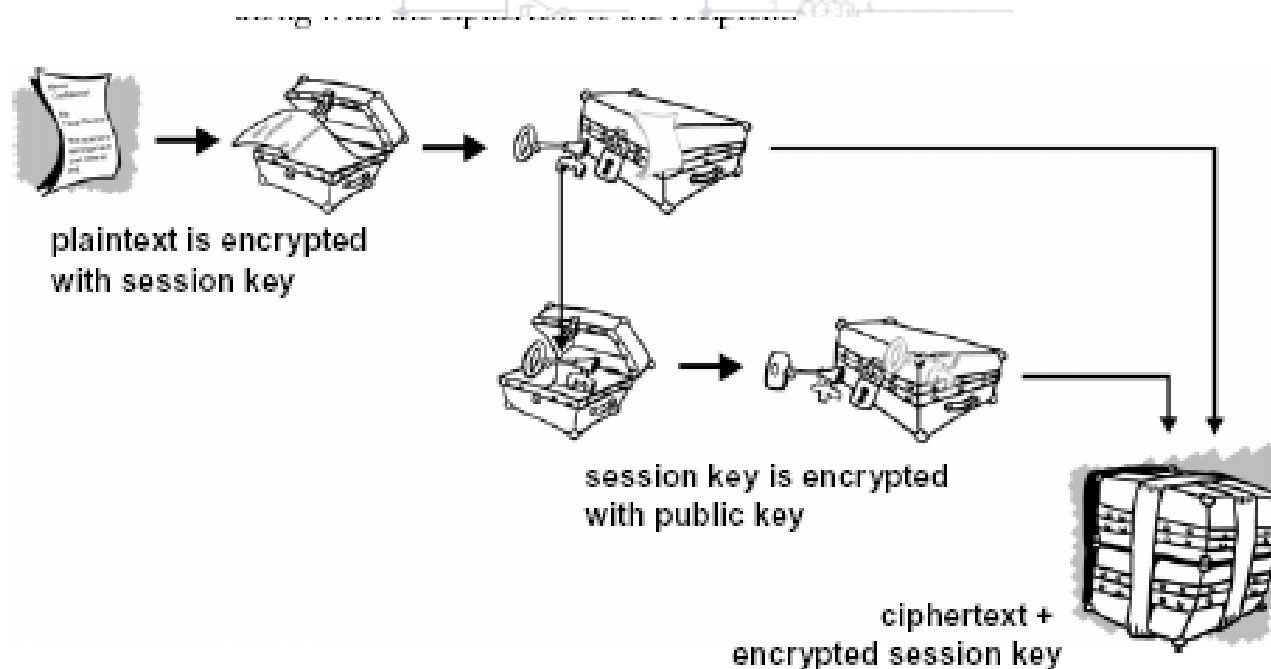 plaintext is encrypted
with session key
session key is encrypted
with public key
ciphertext +
encrypted session key